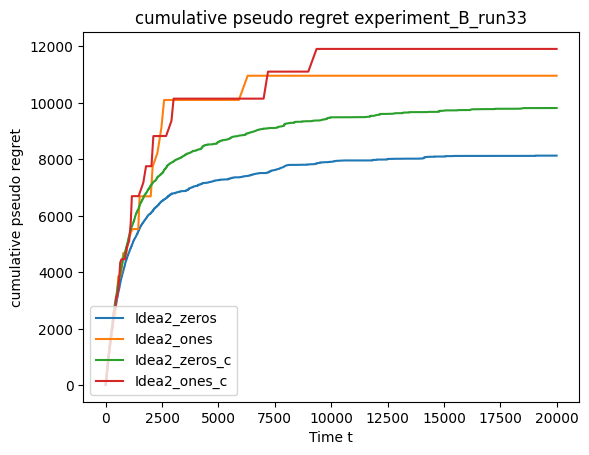 cumulative pseudo regret experiment_B_run33
12000
10000
8000
6000
4000
2000
0
cumulative pseudo regret
Idea2_zeros
Idea2_ones
Idea2_zeros_c
Idea2_ones_c
0 2500 5000 7500 10000 12500 15000 17500 20000
Time t